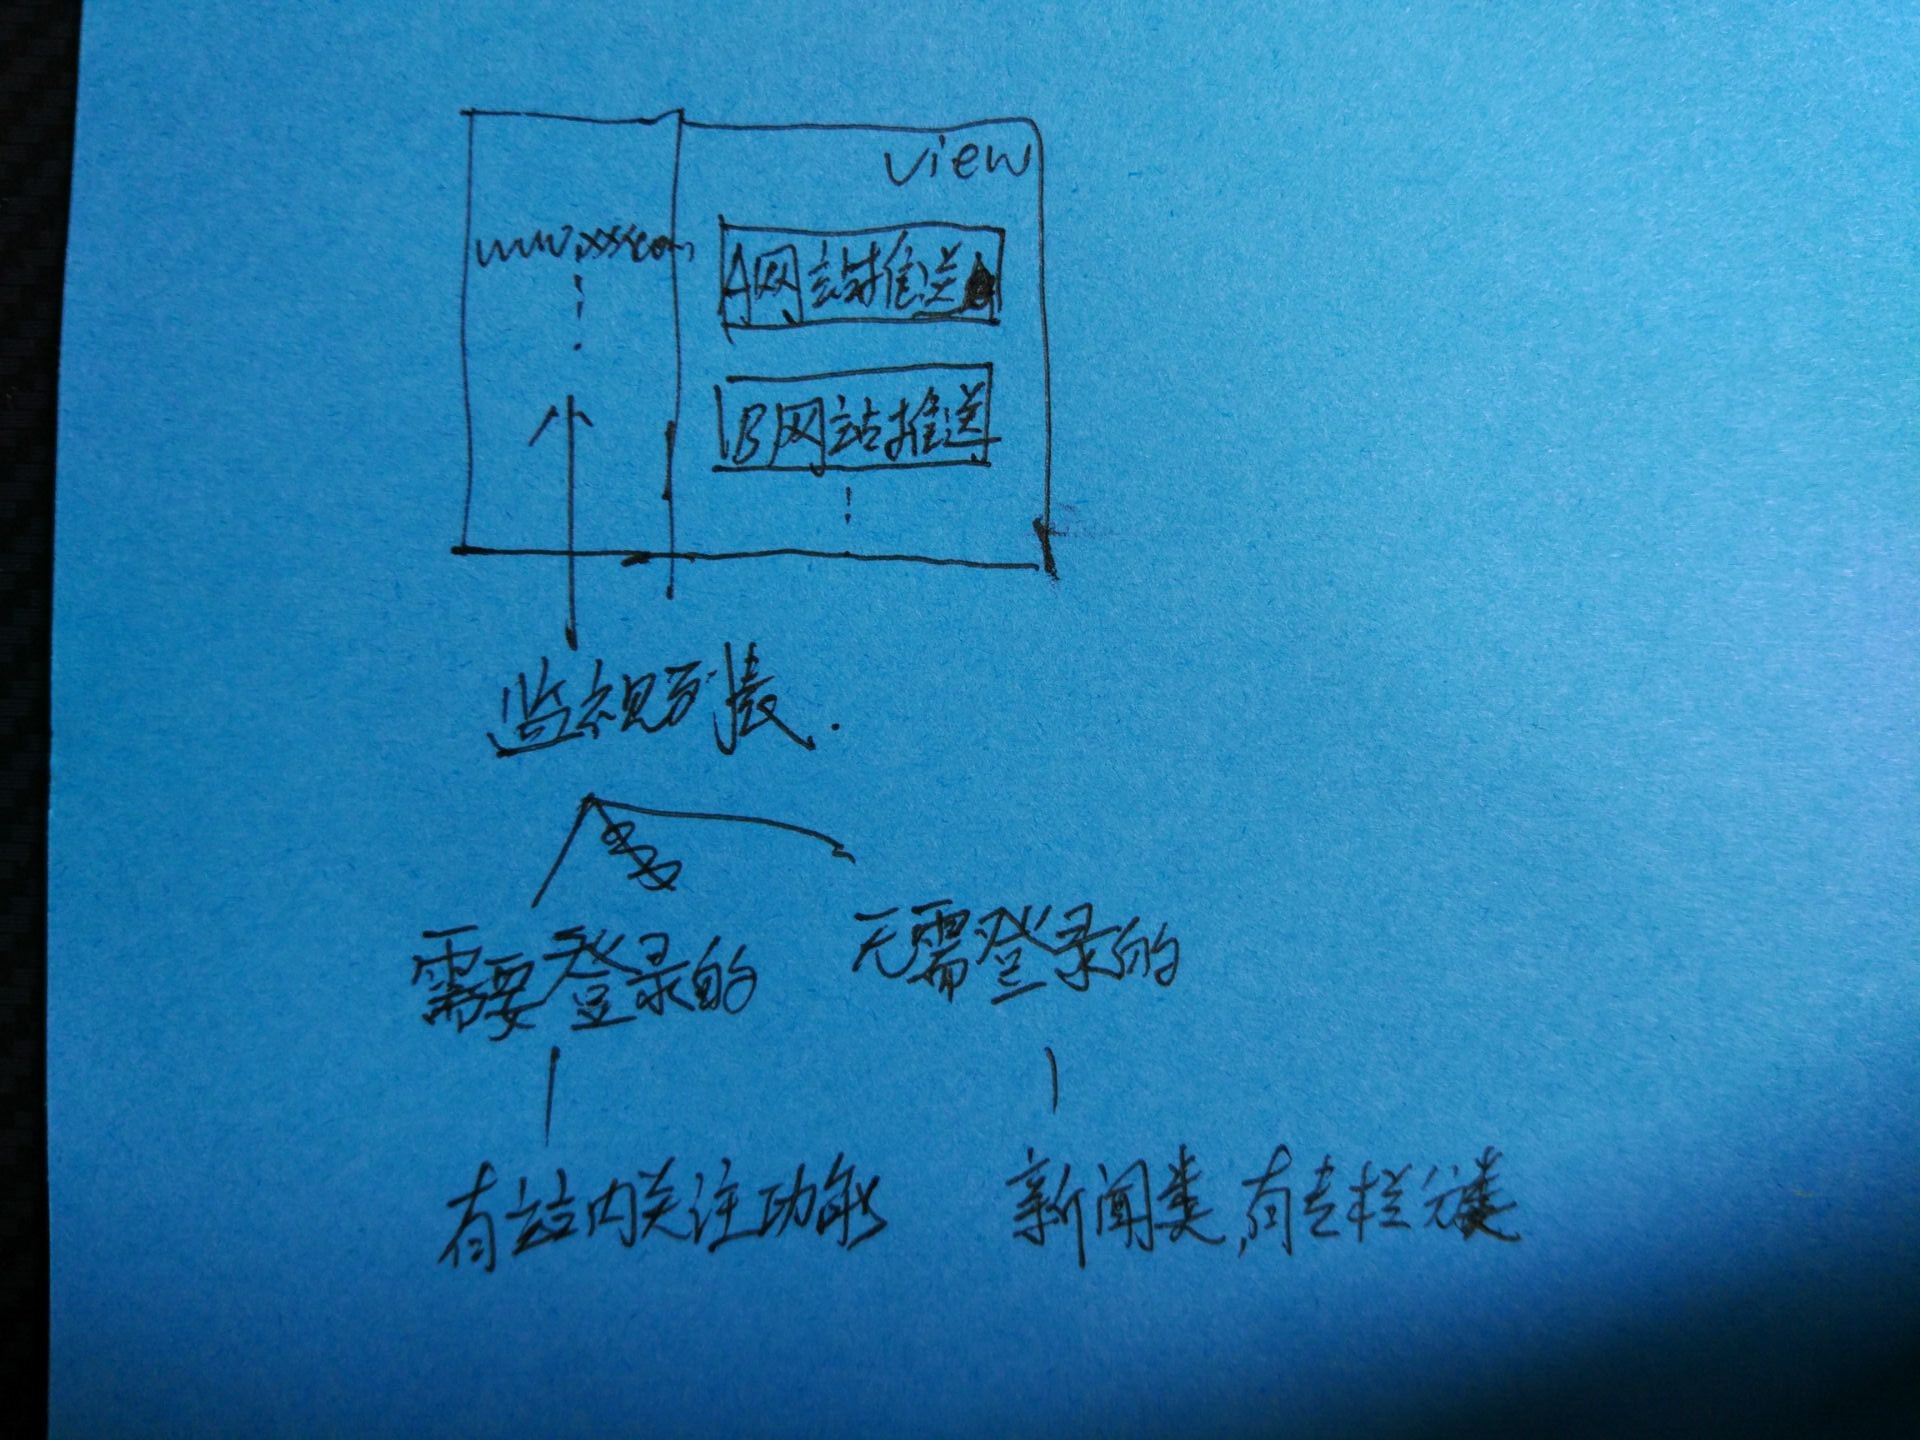 view
www.xxx.com
A网站推送
B网站推送
监视列表.
需要登录的
无需登录的
有站内关注功能
新闻类,有专栏分类